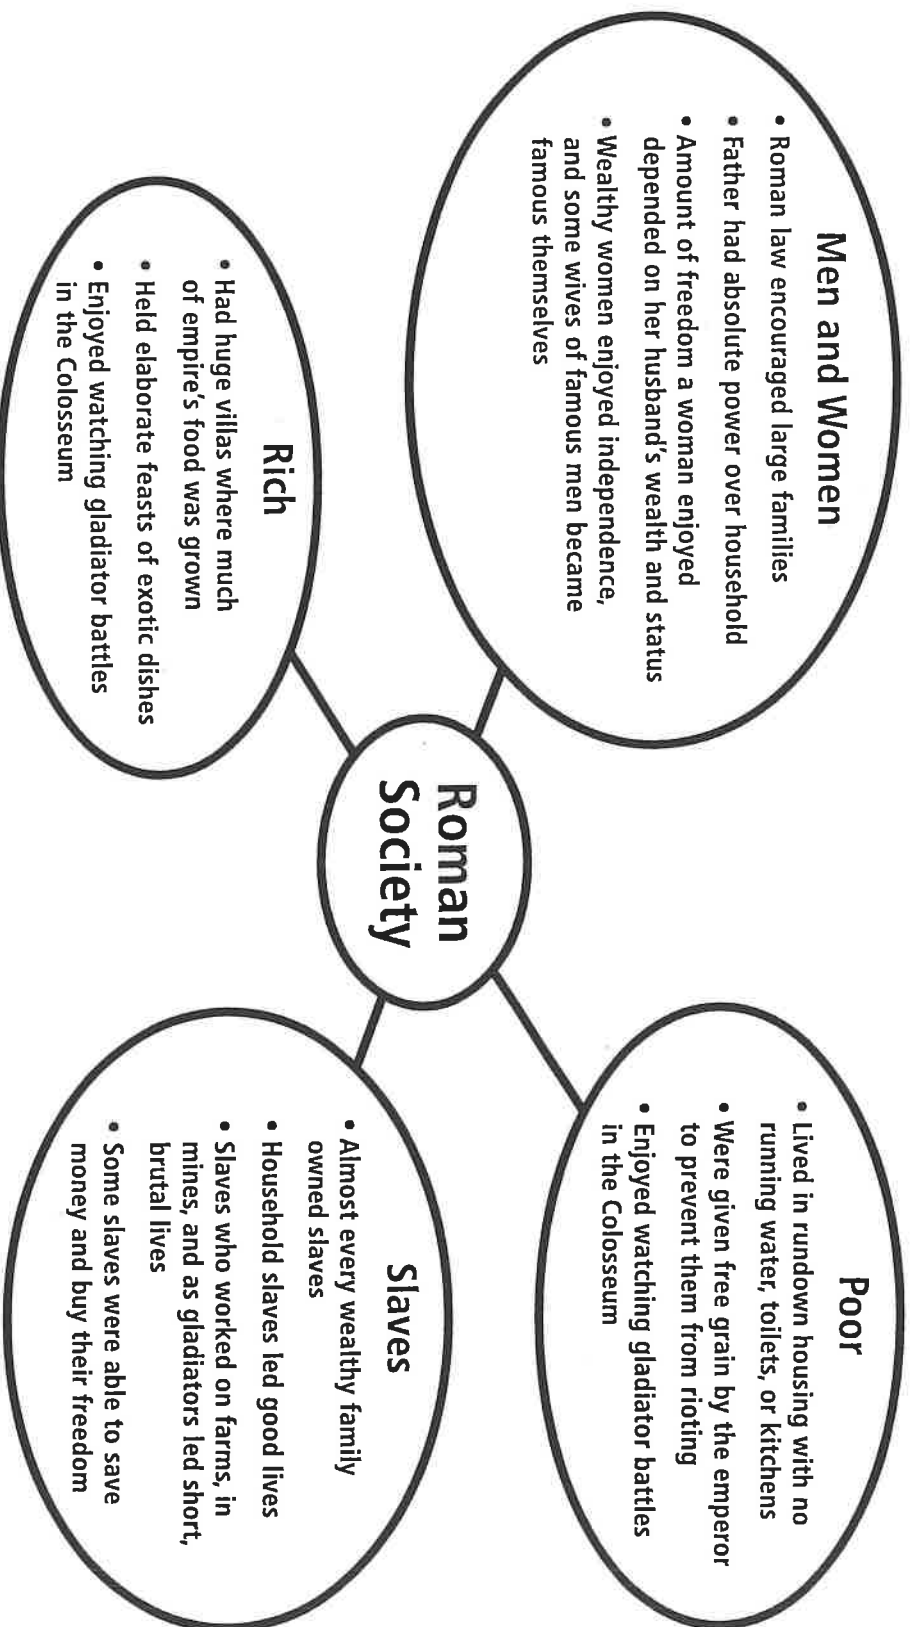 Men and Women
• Roman law encouraged large families
• Father had absolute power over household
• Amount of freedom a woman enjoyed
depended on her husband's wealth and status
• Wealthy women enjoyed independence,
and some wives of famous men became
famous themselves
Poor
• Lived in rundown housing with no
running water, toilets, or kitchens
• Were given free grain by the emperor
to prevent them from rioting
• Enjoyed watching gladiator battles
in the Colosseum
Roman
Society
Rich
• Had huge villas where much
of empire's food was grown
• Held elaborate feasts of exotic dishes
• Enjoyed watching gladiator battles
in the Colosseum
Slaves
• Almost every wealthy family
owned slaves
• Household slaves led good lives
• Slaves who worked on farms, in
mines, and as gladiators led short,
brutal lives
• Some slaves were able to save
money and buy their freedom